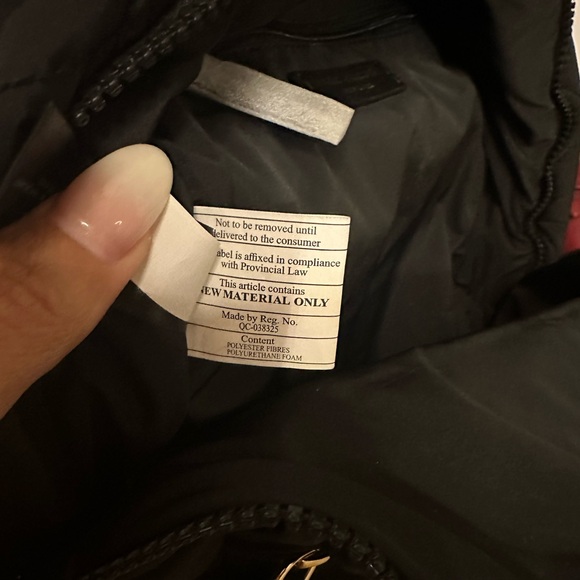 Not to be removed until
delivered to the consumer
label is affixed in compliance
with Provincial Law
This article contains
NEW MATERIAL ONLY
Made by Reg. No.
QC-038325
Content
POLYESTER FIBRES
POLYURETHANE FOAM